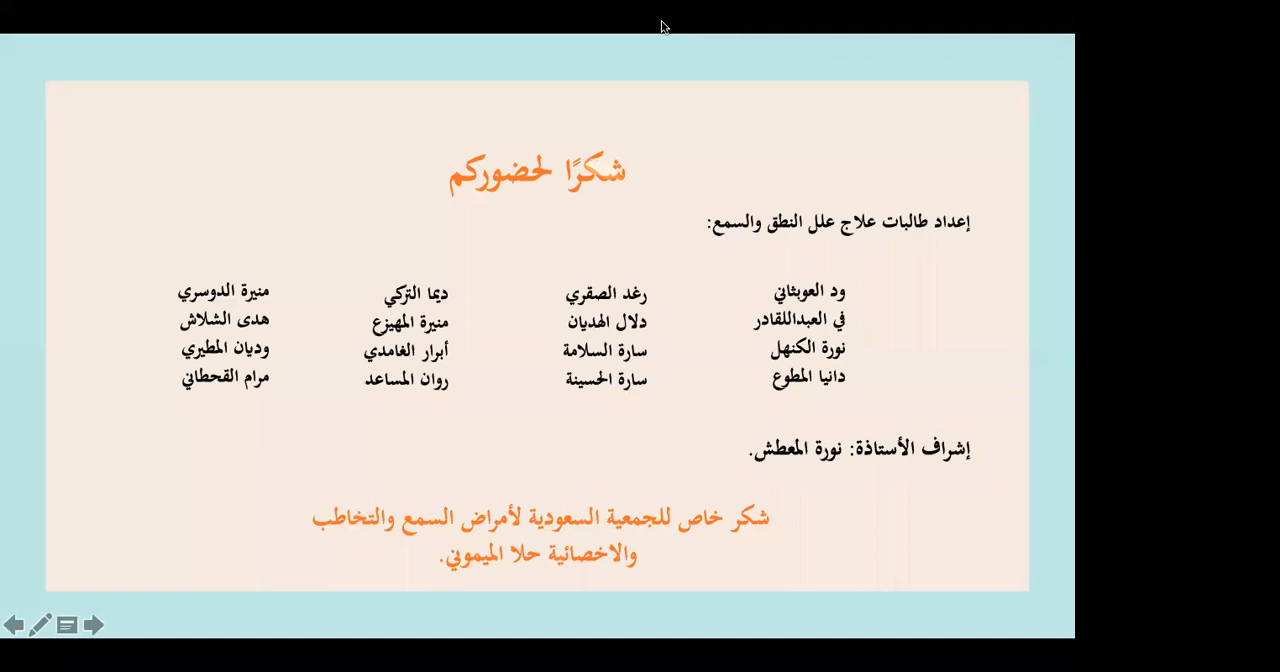 شكرًا لحضوركم
إعداد طالبات علاج علل النطق والسمع:
ود العوبثاني رغد الصقري ديما التركي منيرة الدوسري
في العبداللقادر دلال الهديان منيرة المهيزع هدى الشلاش
نورة الكنهل سارة السلامة أبرار الغامدي وديان المطيري
دانيا المطوع سارة الحسينة روان المساعد مرام القحطاني
إشراف الأستاذة: نورة المعطش.
شكر خاص للجمعية السعودية لأمراض السمع والتخاطب
والاخصائية حلا الميموني.